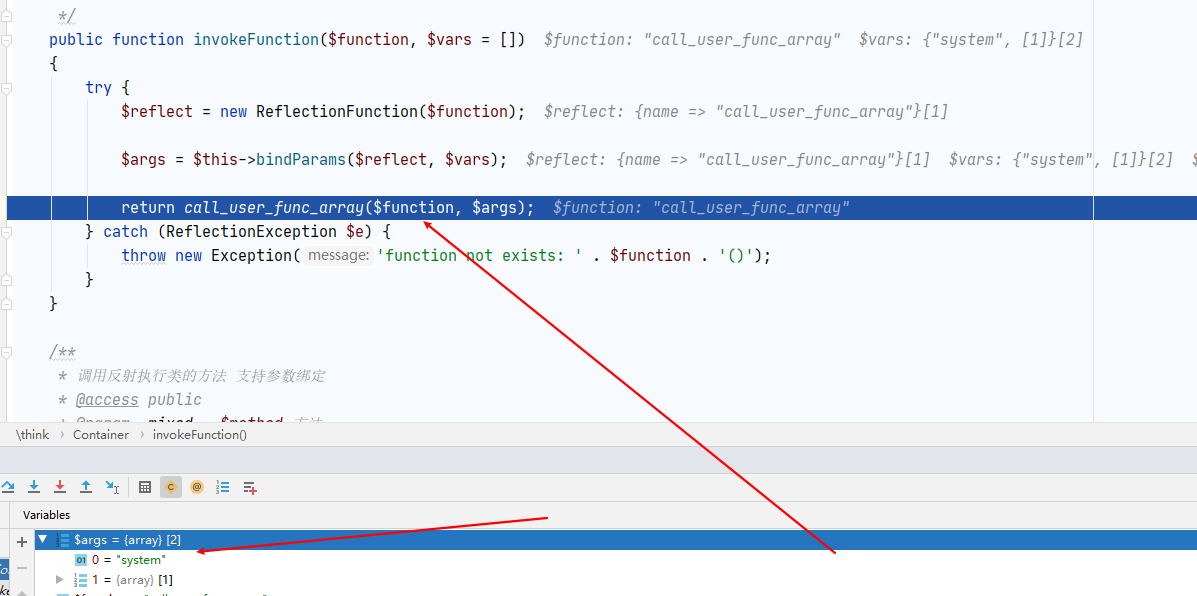 */
public function invokeFunction($function, $vars = []) $function: "call_user_func_array" $vars: {"system", [1]}[2]
{
try {
$reflect = new ReflectionFunction($function); $reflect: {name => "call_user_func_array"}[1]
$args = $this->bindParams($reflect, $vars); $reflect: {name => "call_user_func_array"}[1] $vars: {"system", [1]}[2] $
return call_user_func_array($function, $args); $function: "call_user_func_array"
} catch (ReflectionException $e) {
throw new Exception( message: 'function not exists: ' . $function . '()');
}
}
/**
* 调用反射执行类的方法 支持参数绑定
* @access public
* @param mixed $method 方法
\think › Container › invokeFunction()
Variables
$args = {array} [2]
0 = "system"
1 = {array} [1]